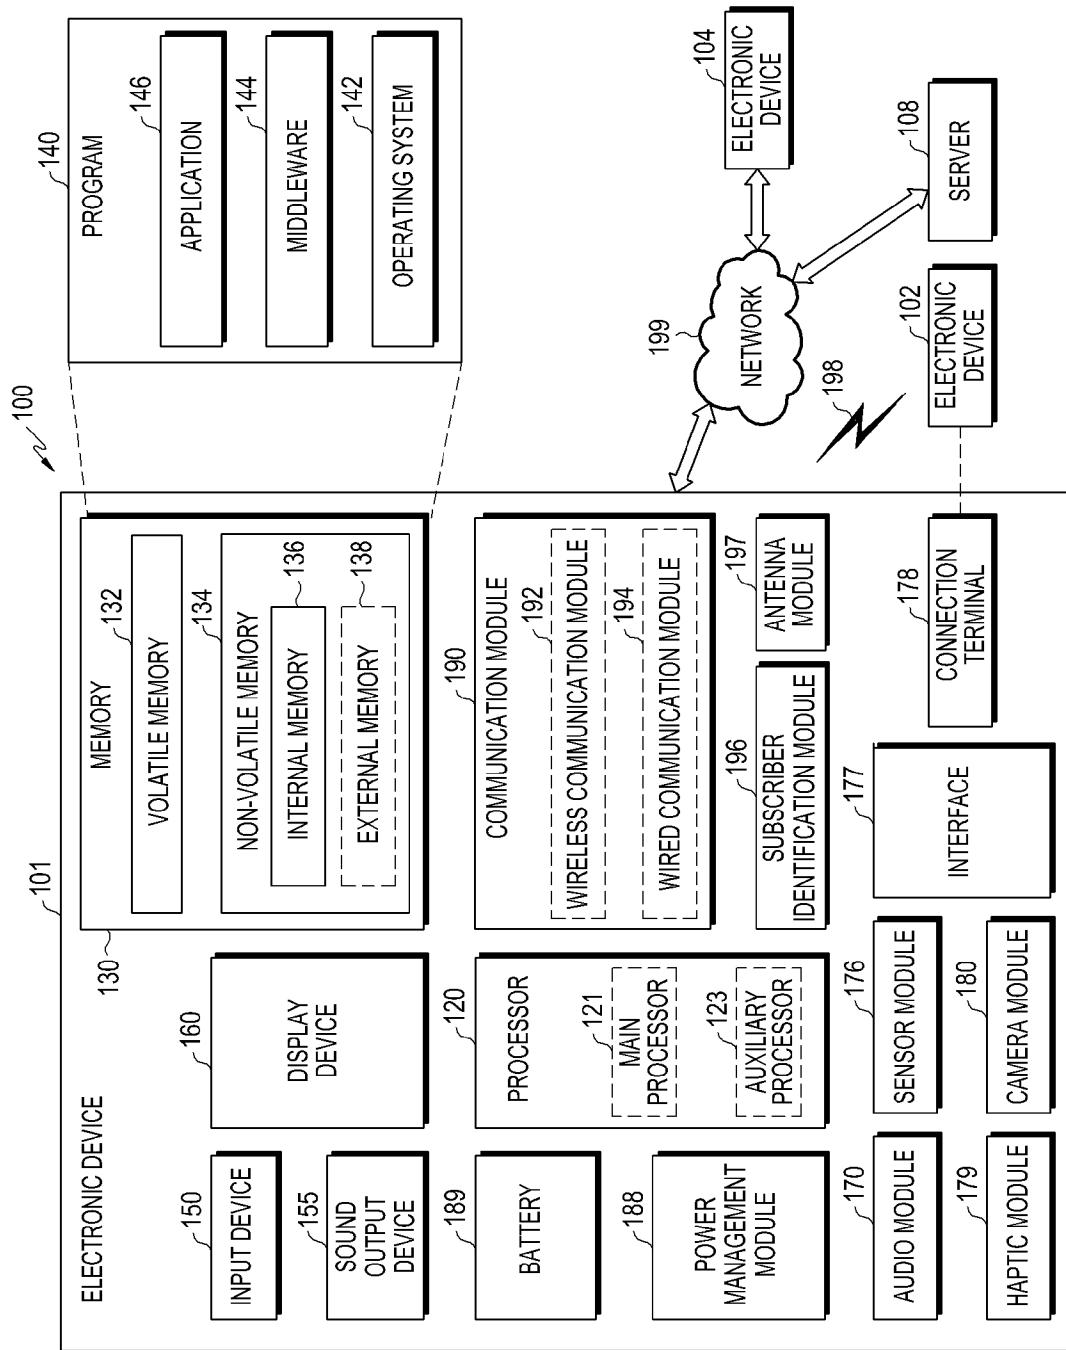 100
101
ELECTRONIC DEVICE
150
INPUT DEVICE
155
SOUND
OUTPUT
DEVICE
160
DISPLAY
DEVICE
130
MEMORY
132
VOLATILE MEMORY
134
NON-VOLATILE MEMORY
136
INTERNAL MEMORY
138
EXTERNAL MEMORY
140
PROGRAM
146
APPLICATION
144
MIDDLEWARE
142
OPERATING SYSTEM
189
BATTERY
188
POWER
MANAGEMENT
MODULE
120
PROCESSOR
121
MAIN
PROCESSOR
123
AUXILIARY
PROCESSOR
190
COMMUNICATION MODULE
192
WIRELESS COMMUNICATION MODULE
194
WIRED COMMUNICATION MODULE
196
SUBSCRIBER
IDENTIFICATION MODULE
197
ANTENNA
MODULE
199
NETWORK
104
ELECTRONIC
DEVICE
108
SERVER
198
102
ELECTRONIC
DEVICE
170
AUDIO MODULE
176
SENSOR MODULE
177
INTERFACE
178
CONNECTION
TERMINAL
179
HAPTIC MODULE
180
CAMERA MODULE